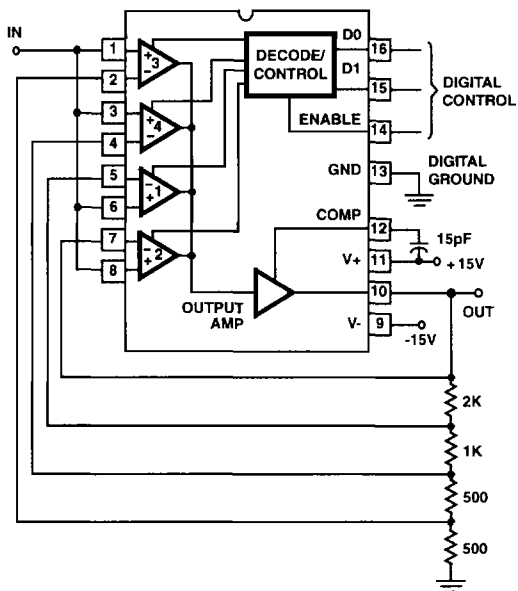 IN
1
2
3
4
5
6
7
8
+3
−
+4
−
−
+1
−
+2
DECODE/
CONTROL
D0
D1
ENABLE
GND
COMP
V+
V-
OUTPUT
AMP
16
15
14
13
12
11
10
9
DIGITAL
CONTROL
DIGITAL
GROUND
15pF
+15V
OUT
-15V
2K
1K
500
500